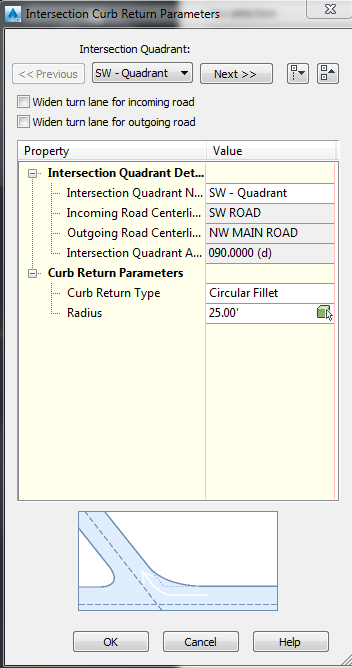 Intersection Curb Return Parameters
Intersection Quadrant:
<< Previous SW - Quadrant Next >>
Widen turn lane for incoming road
Widen turn lane for outgoing road
Property Value
Intersection Quadrant Det...
Intersection Quadrant N... SW - Quadrant
Incoming Road Centerli... SW ROAD
Outgoing Road Centerli... NW MAIN ROAD
Intersection Quadrant A... 090.0000 (d)
Curb Return Parameters
Curb Return Type Circular Fillet
Radius 25.00'
OK Cancel Help